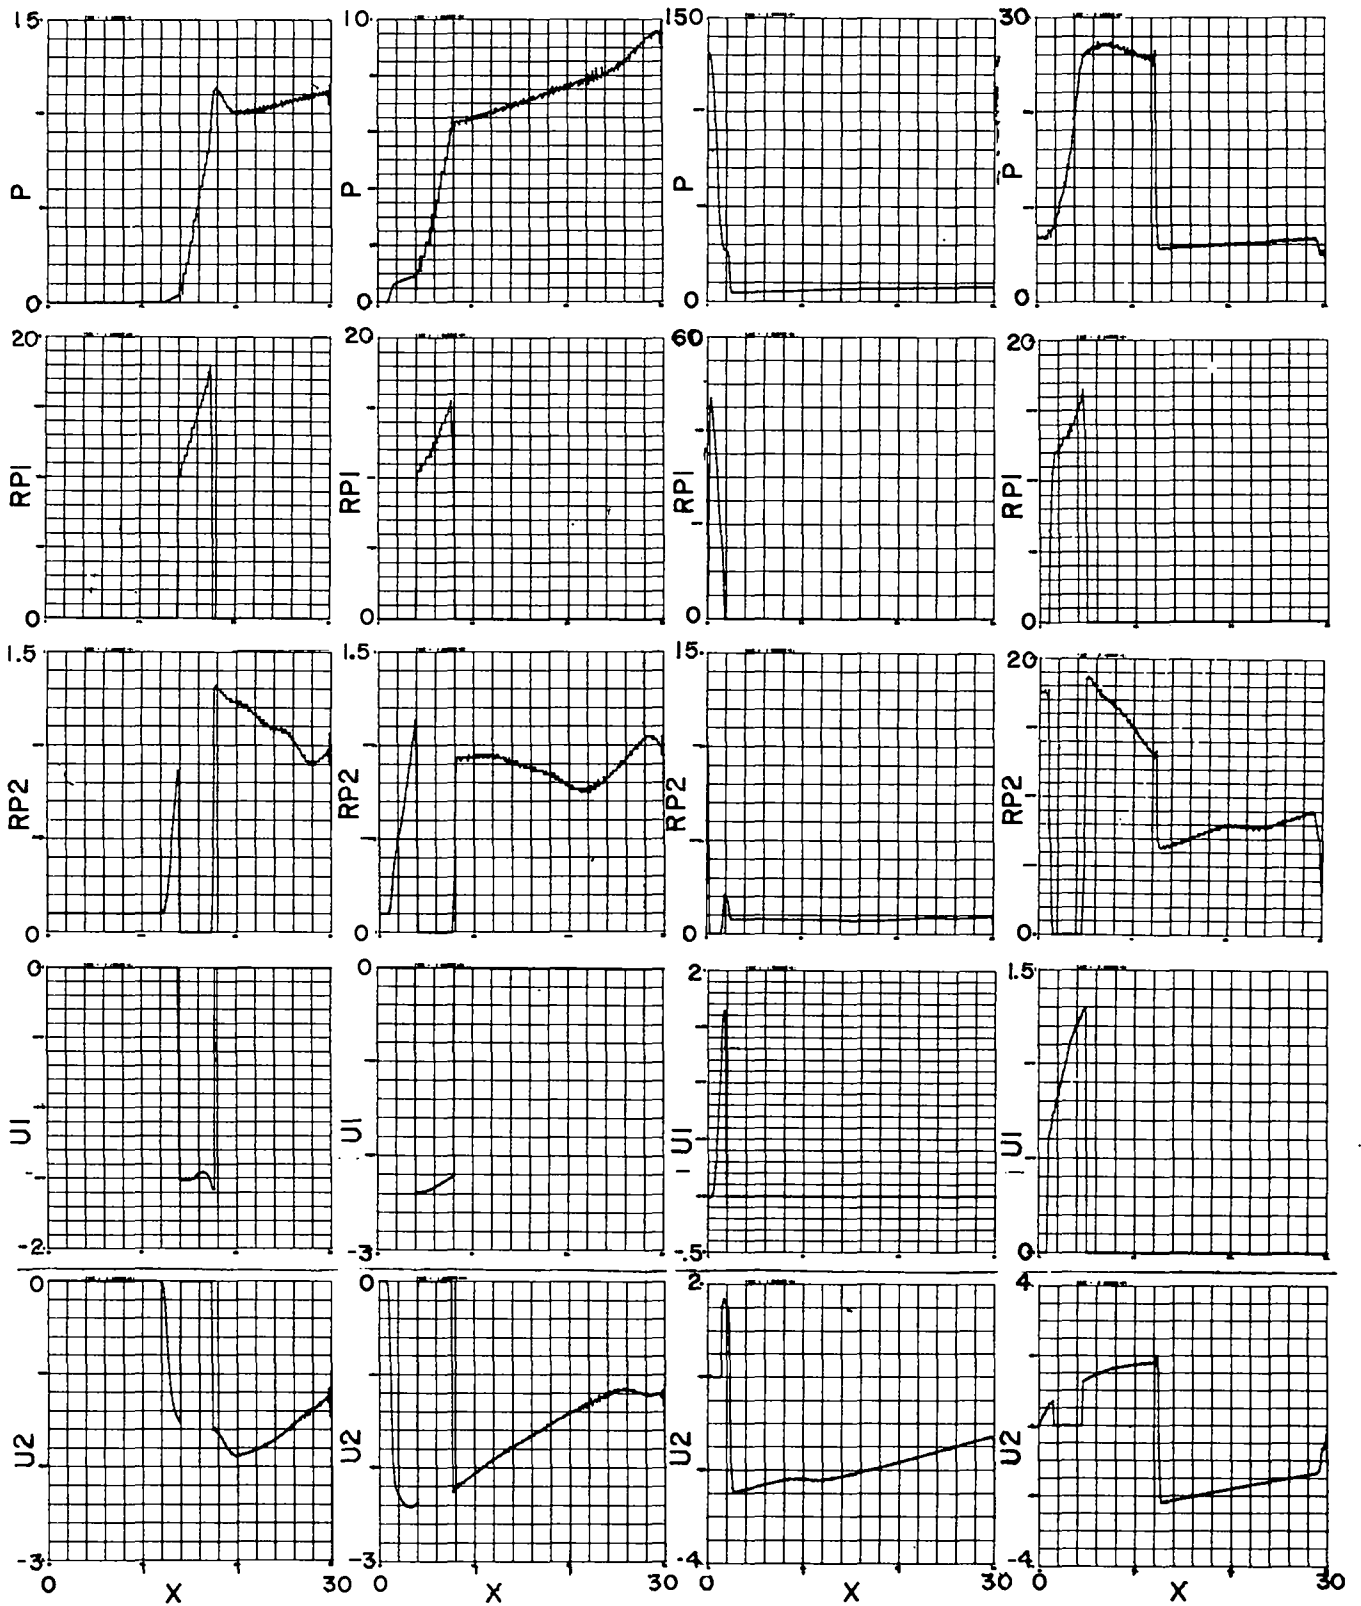 15 10 150 30
P P P P
0 0 0 0
20 20 60 20
RP1 RP1 RP1 RP1
0 0 0 0
1.5 1.5 15 20
RP2 RP2 RP2 RP2
0 0 0 0
0 0 2 1.5
U1 U1 U1 U1
-2 -3 -.5 0
0 0 2 4
U2 U2 U2 U2
-3 -3 -4 -4
0 X 30 0 X 30 0 X 30 0 X 30